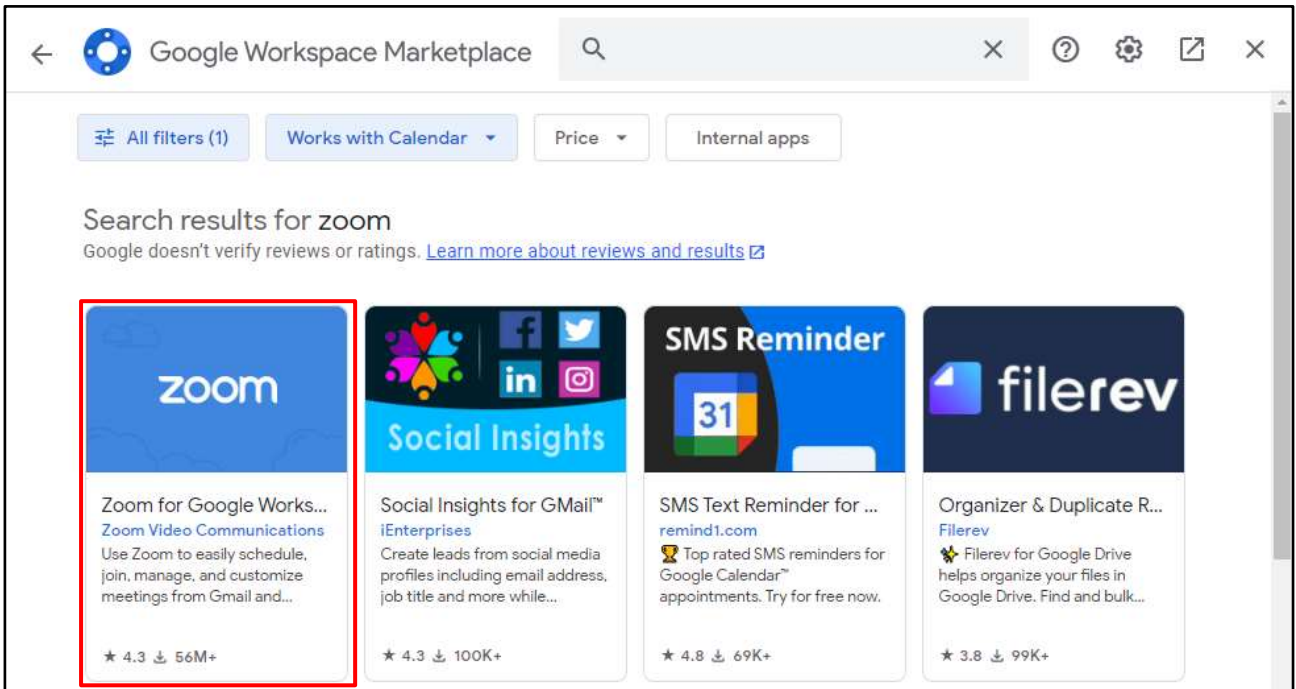 Google Workspace Marketplace
All filters (1)
Works with Calendar
Price
Internal apps
Search results for zoom
Google doesn't verify reviews or ratings. Learn more about reviews and results
zoom
Zoom for Google Works...
Zoom Video Communications
Use Zoom to easily schedule,
join, manage, and customize
meetings from Gmail and...
★ 4.3 56M+
f
in
Social Insights
Social Insights for GMail™
iEnterprises
Create leads from social media
profiles including email address,
job title and more while...
★ 4.3 100K+
SMS Reminder
31
SMS Text Reminder for ...
remind1.com
🏆 Top rated SMS reminders for
Google Calendar™
appointments. Try for free now.
★ 4.8 69K+
filerev
Organizer & Duplicate R...
Filerev
✨ Filerev for Google Drive
helps organize your files in
Google Drive. Find and bulk...
★ 3.8 99K+